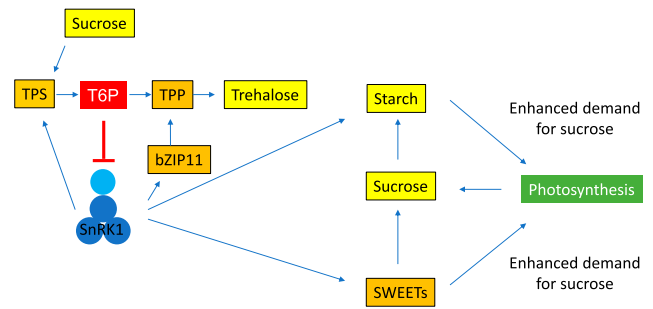 Sucrose
TPS
T6P
TPP
Trehalose
bZIP11
SnRK1
Starch
Enhanced demand
for sucrose
Sucrose
Photosynthesis
SWEETs
Enhanced demand
for sucrose